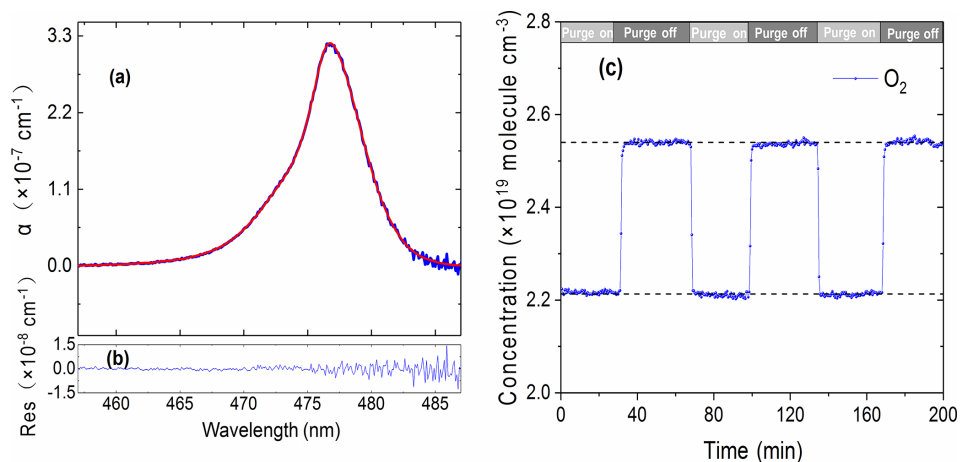 (a)
α ( ×10⁻⁷ cm⁻¹)
3.3
2.2
1.1
0.0
(b)
Res (×10⁻⁸ cm⁻¹)
1.5
0.0
-1.5
460 465 470 475 480 485
Wavelength (nm)
Purge on Purge off Purge on Purge off Purge on Purge off
(c)
O₂
Concentration (×10¹⁹ molecule cm⁻³)
2.8
2.6
2.4
2.2
2.0
0 40 80 120 160 200
Time (min)